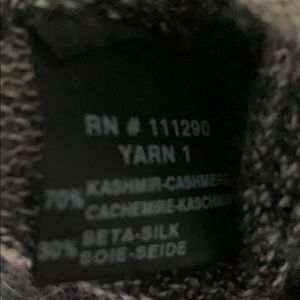 RN # 111290
YARN 1
70% KASHMIR-CASHMERE
CACHEMIRE-KASCHMIR
30% SETA-SILK
SOIE-SEIDE